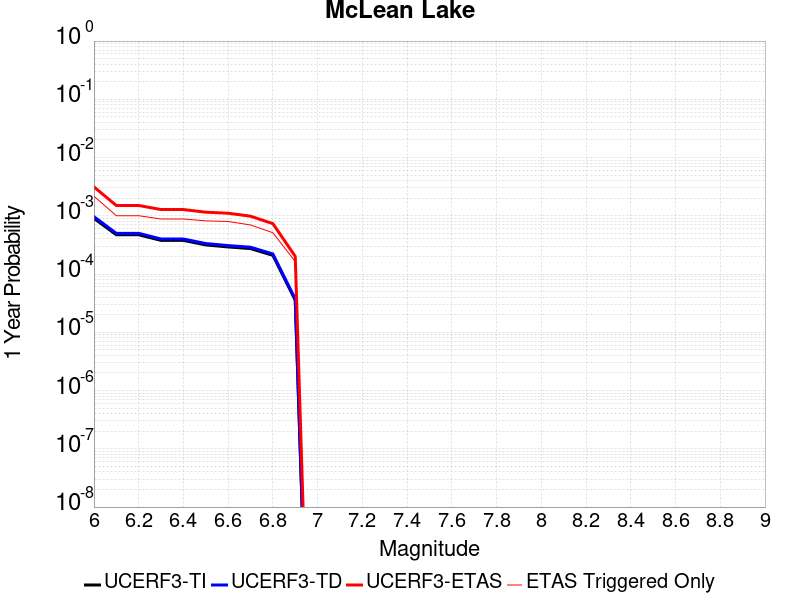 McLean Lake
10^0
10^-1
10^-2
10^-3
10^-4
10^-5
10^-6
10^-7
10^-8
1 Year Probability
6 6.2 6.4 6.6 6.8 7 7.2 7.4 7.6 7.8 8 8.2 8.4 8.6 8.8 9
Magnitude
UCERF3-TI UCERF3-TD UCERF3-ETAS ETAS Triggered Only